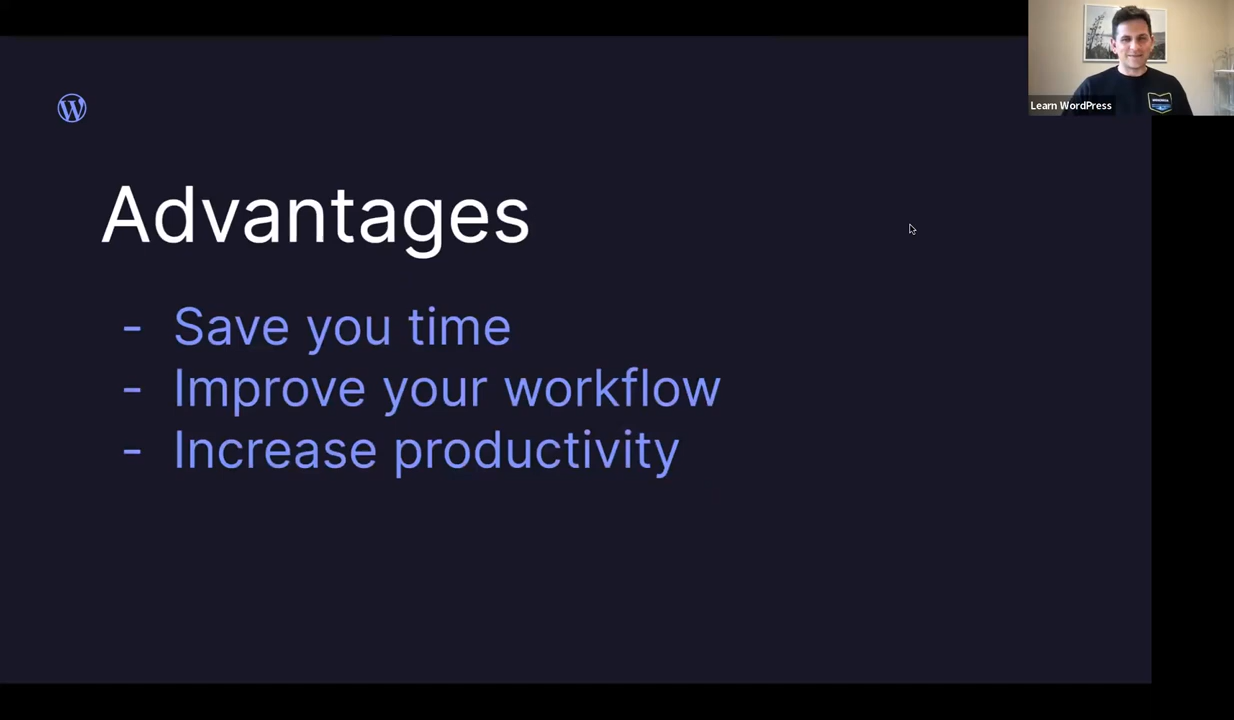 Learn WordPress
Advantages
- Save you time
- Improve your workflow
- Increase productivity